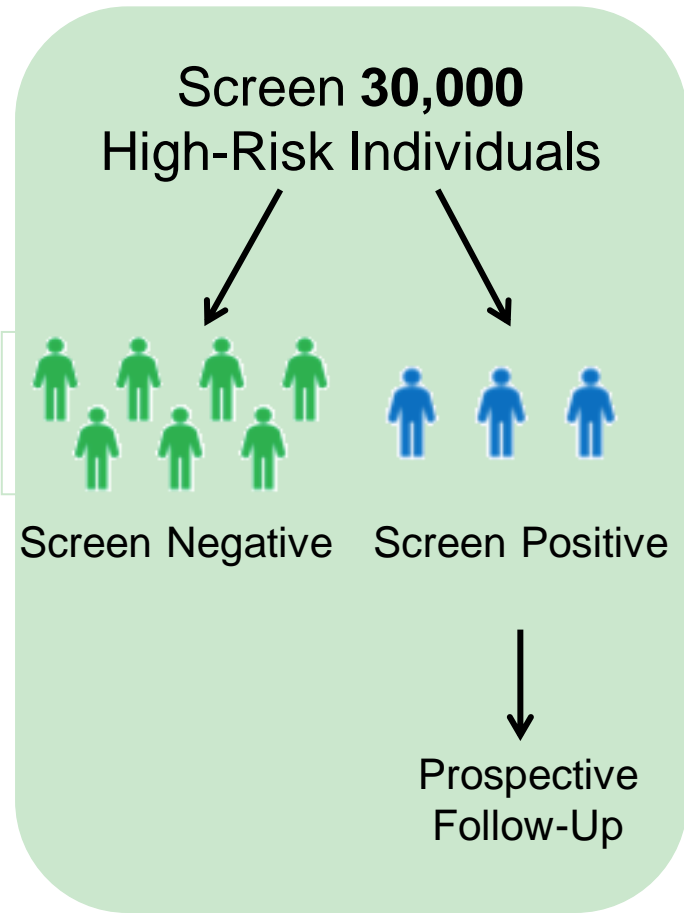 Screen 30,000
High-Risk Individuals
Screen Negative
Screen Positive
Prospective
Follow-Up